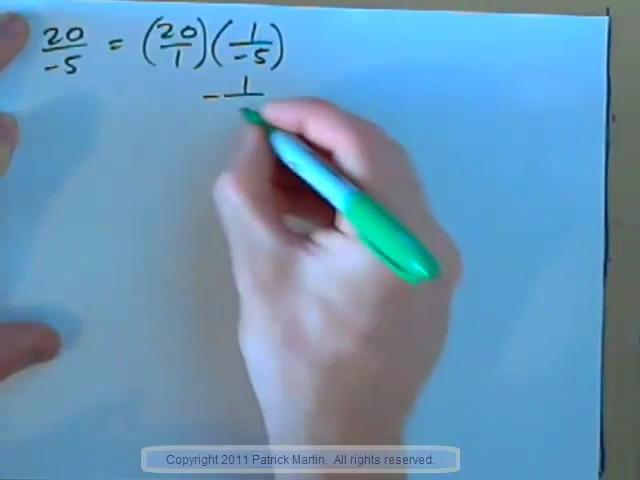 20/-5 = (20/1)(1/-5)
- 1/
Copyright 2011 Patrick Martin. All rights reserved.